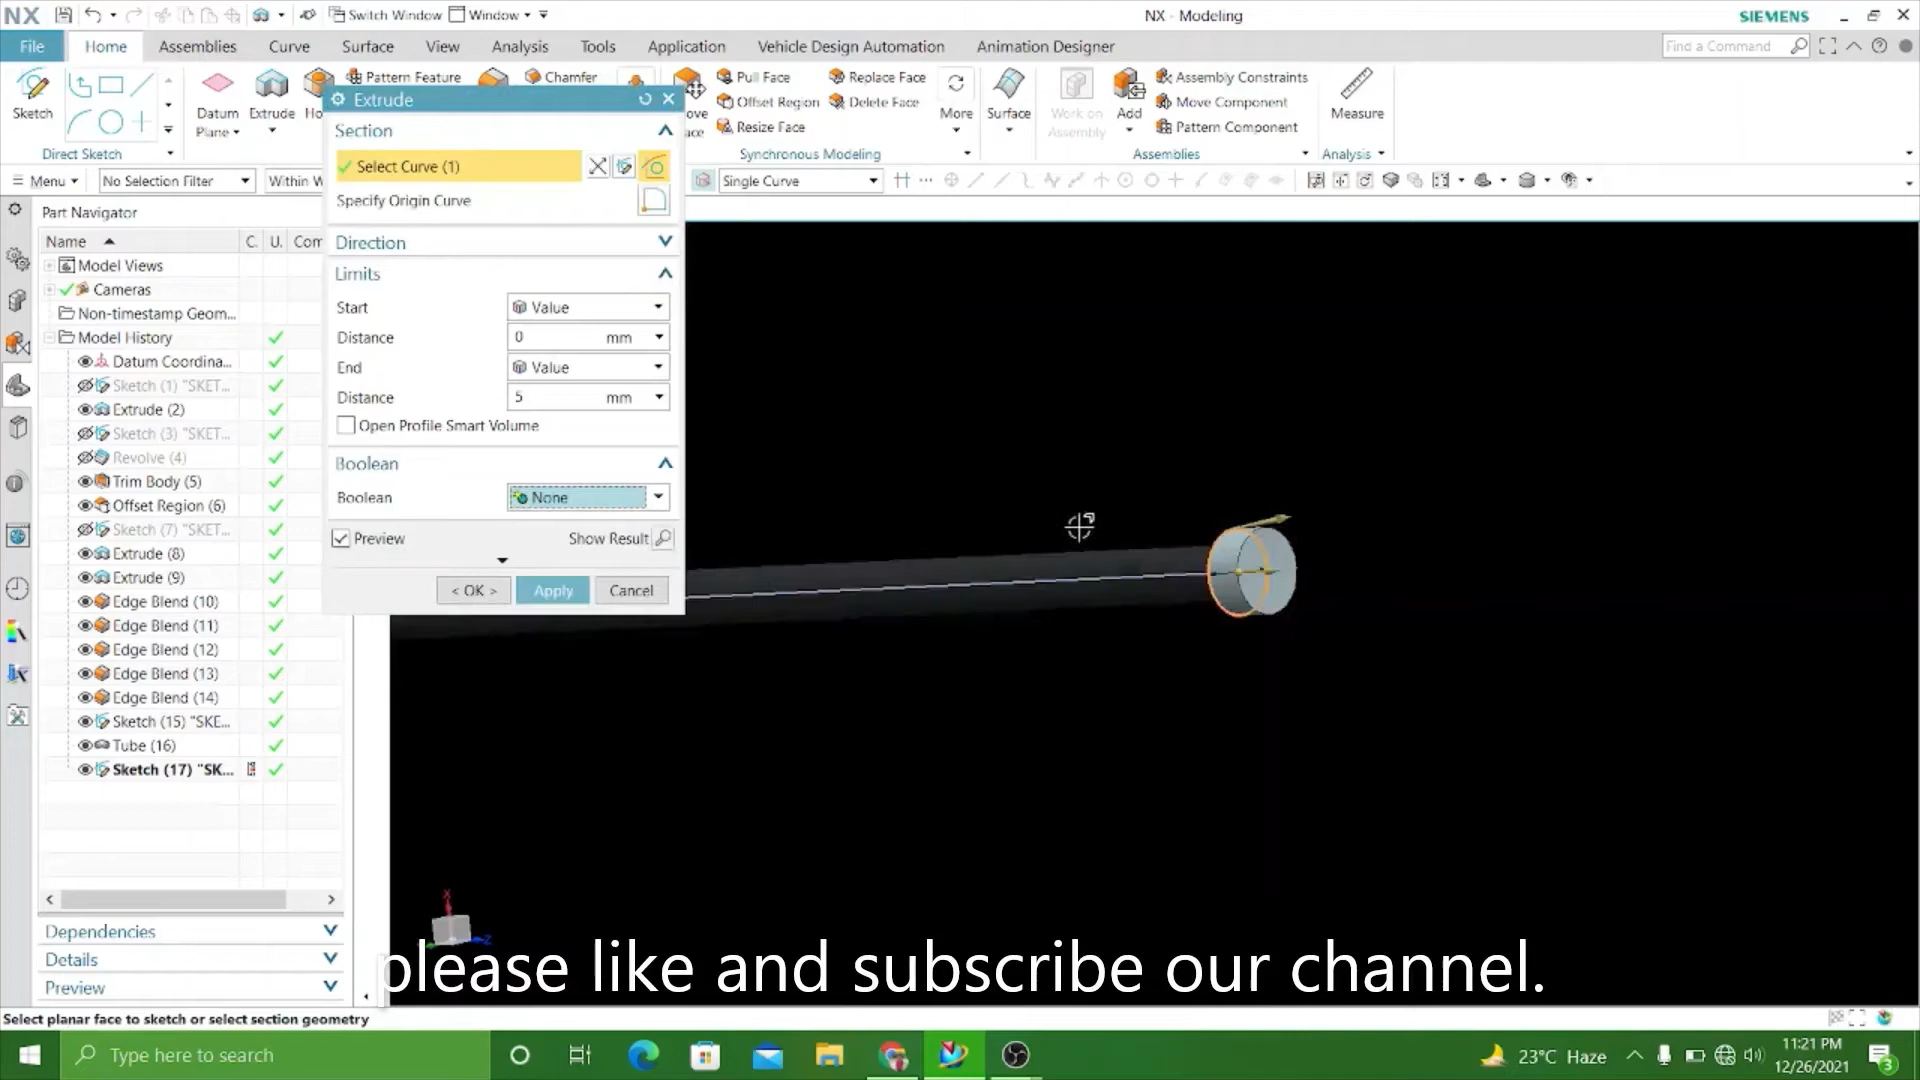 NX
Switch Window
Window
NX - Modeling
SIEMENS
File
Home
Assemblies
Curve
Surface
View
Analysis
Tools
Application
Vehicle Design Automation
Animation Designer
Find a Command
Sketch
Datum
Plane
Extrude
Pattern Feature
Chamfer
Pull Face
Replace Face
Offset Region
Delete Face
Resize Face
More
Surface
Work on
Assembly
Add
Assembly Constraints
Move Component
Pattern Component
Measure
Direct Sketch
Synchronous Modeling
Assemblies
Analysis
Menu
No Selection Filter
Within W
Single Curve
Extrude
Section
Select Curve (1)
Specify Origin Curve
Direction
Limits
Start
Value
Distance
0 mm
End
Value
Distance
5 mm
Open Profile Smart Volume
Boolean
Boolean
None
Preview
Show Result
< OK >
Apply
Cancel
Part Navigator
Name
C.
U.
Com
Model Views
Cameras
Non-timestamp Geom...
Model History
Datum Coordina...
Sketch (1) "SKET...
Extrude (2)
Sketch (3) "SKET...
Revolve (4)
Trim Body (5)
Offset Region (6)
Sketch (7) "SKET...
Extrude (8)
Extrude (9)
Edge Blend (10)
Edge Blend (11)
Edge Blend (12)
Edge Blend (13)
Edge Blend (14)
Sketch (15) "SKE...
Tube (16)
Sketch (17) "SK...
Dependencies
Details
Preview
X
Z
please like and subscribe our channel.
Select planar face to sketch or select section geometry
Type here to search
23°C Haze
11:21 PM
12/26/2021
3